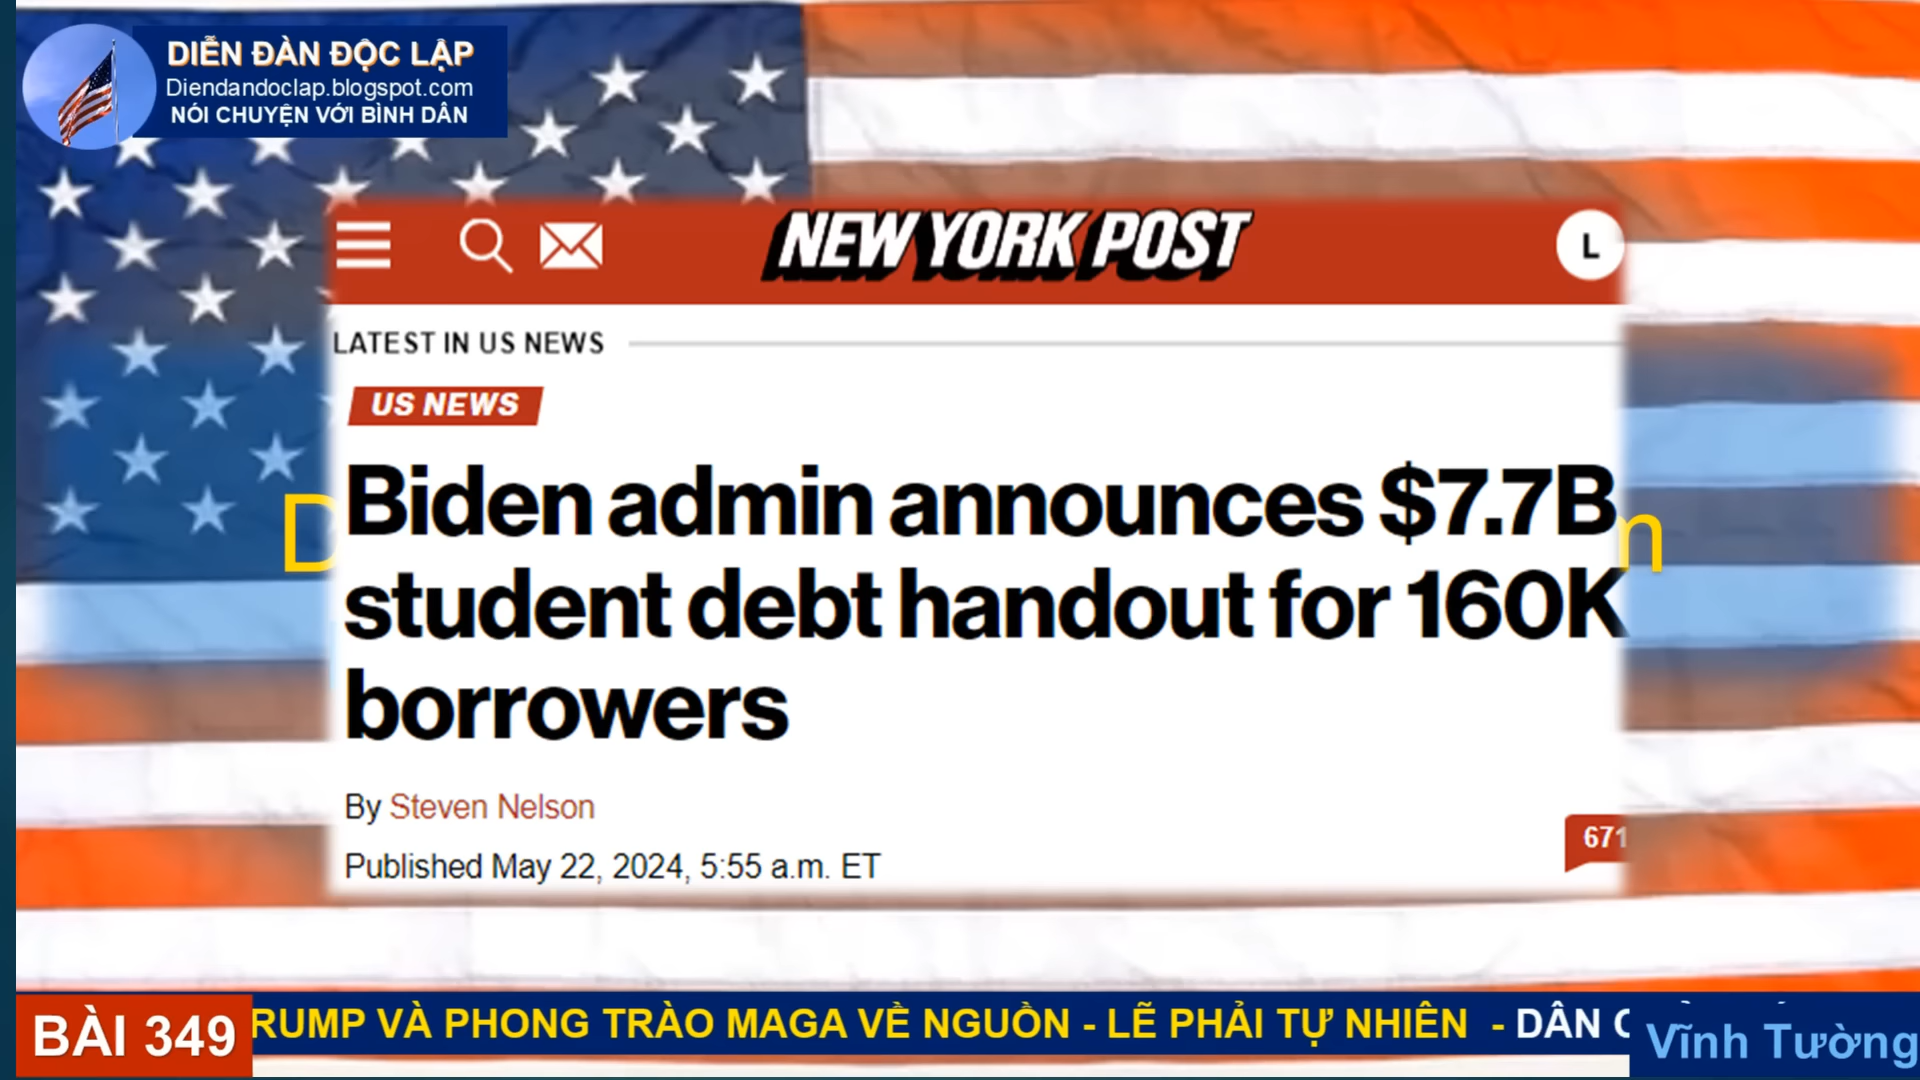 DIỄN ĐÀN ĐỘC LẬP
Diendandoclap.blogspot.com
NÓI CHUYỆN VỚI BÌNH DÂN
NEW YORK POST
L
LATEST IN US NEWS
US NEWS
Biden admin announces $7.7B
student debt handout for 160K
borrowers
By Steven Nelson
671
Published May 22, 2024, 5:55 a.m. ET
BÀI 349
RUMP VÀ PHONG TRÀO MAGA VỀ NGUỒN - LẼ PHẢI TỰ NHIÊN - DÂN
Vĩnh Tường